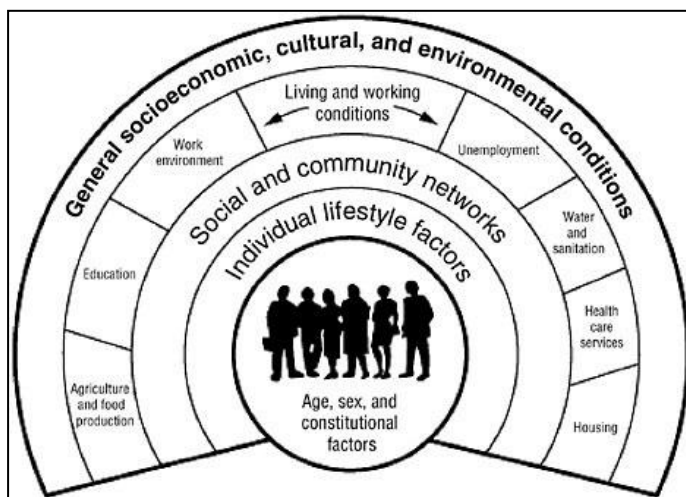 General socioeconomic, cultural, and environmental conditions
Living and working
conditions
Work
environment
Unemployment
Education
Water
and
sanitation
Agriculture
and food
production
Health
care
services
Housing
Social and community networks
Individual lifestyle factors
Age, sex, and
constitutional
factors